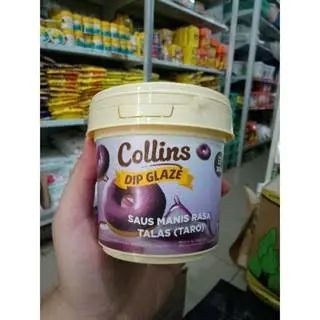 Collins
DIP GLAZE
SAUS MANIS RASA
TALAS (TARO)